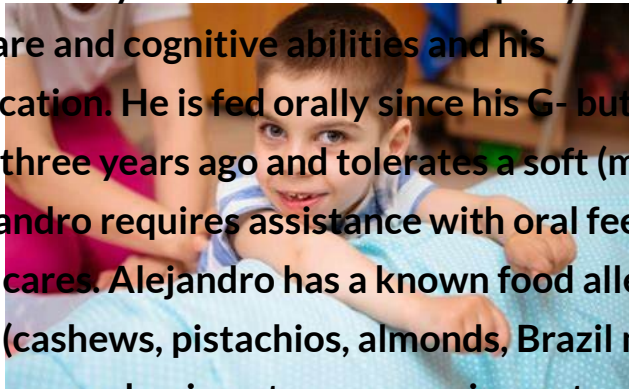 are and cognitive abilities and his
cation. He is fed orally since his G- but
three years ago and tolerates a soft (m
andro requires assistance with oral fee
cares. Alejandro has a known food alle
(cashews, pistachios, almonds, Brazil